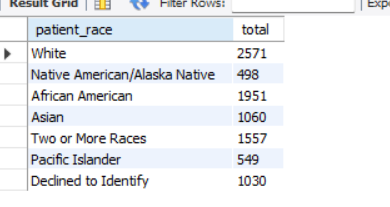 Result Grid Filter Rows: Expo
patient_race total
White 2571
Native American/Alaska Native 498
African American 1951
Asian 1060
Two or More Races 1557
Pacific Islander 549
Declined to Identify 1030